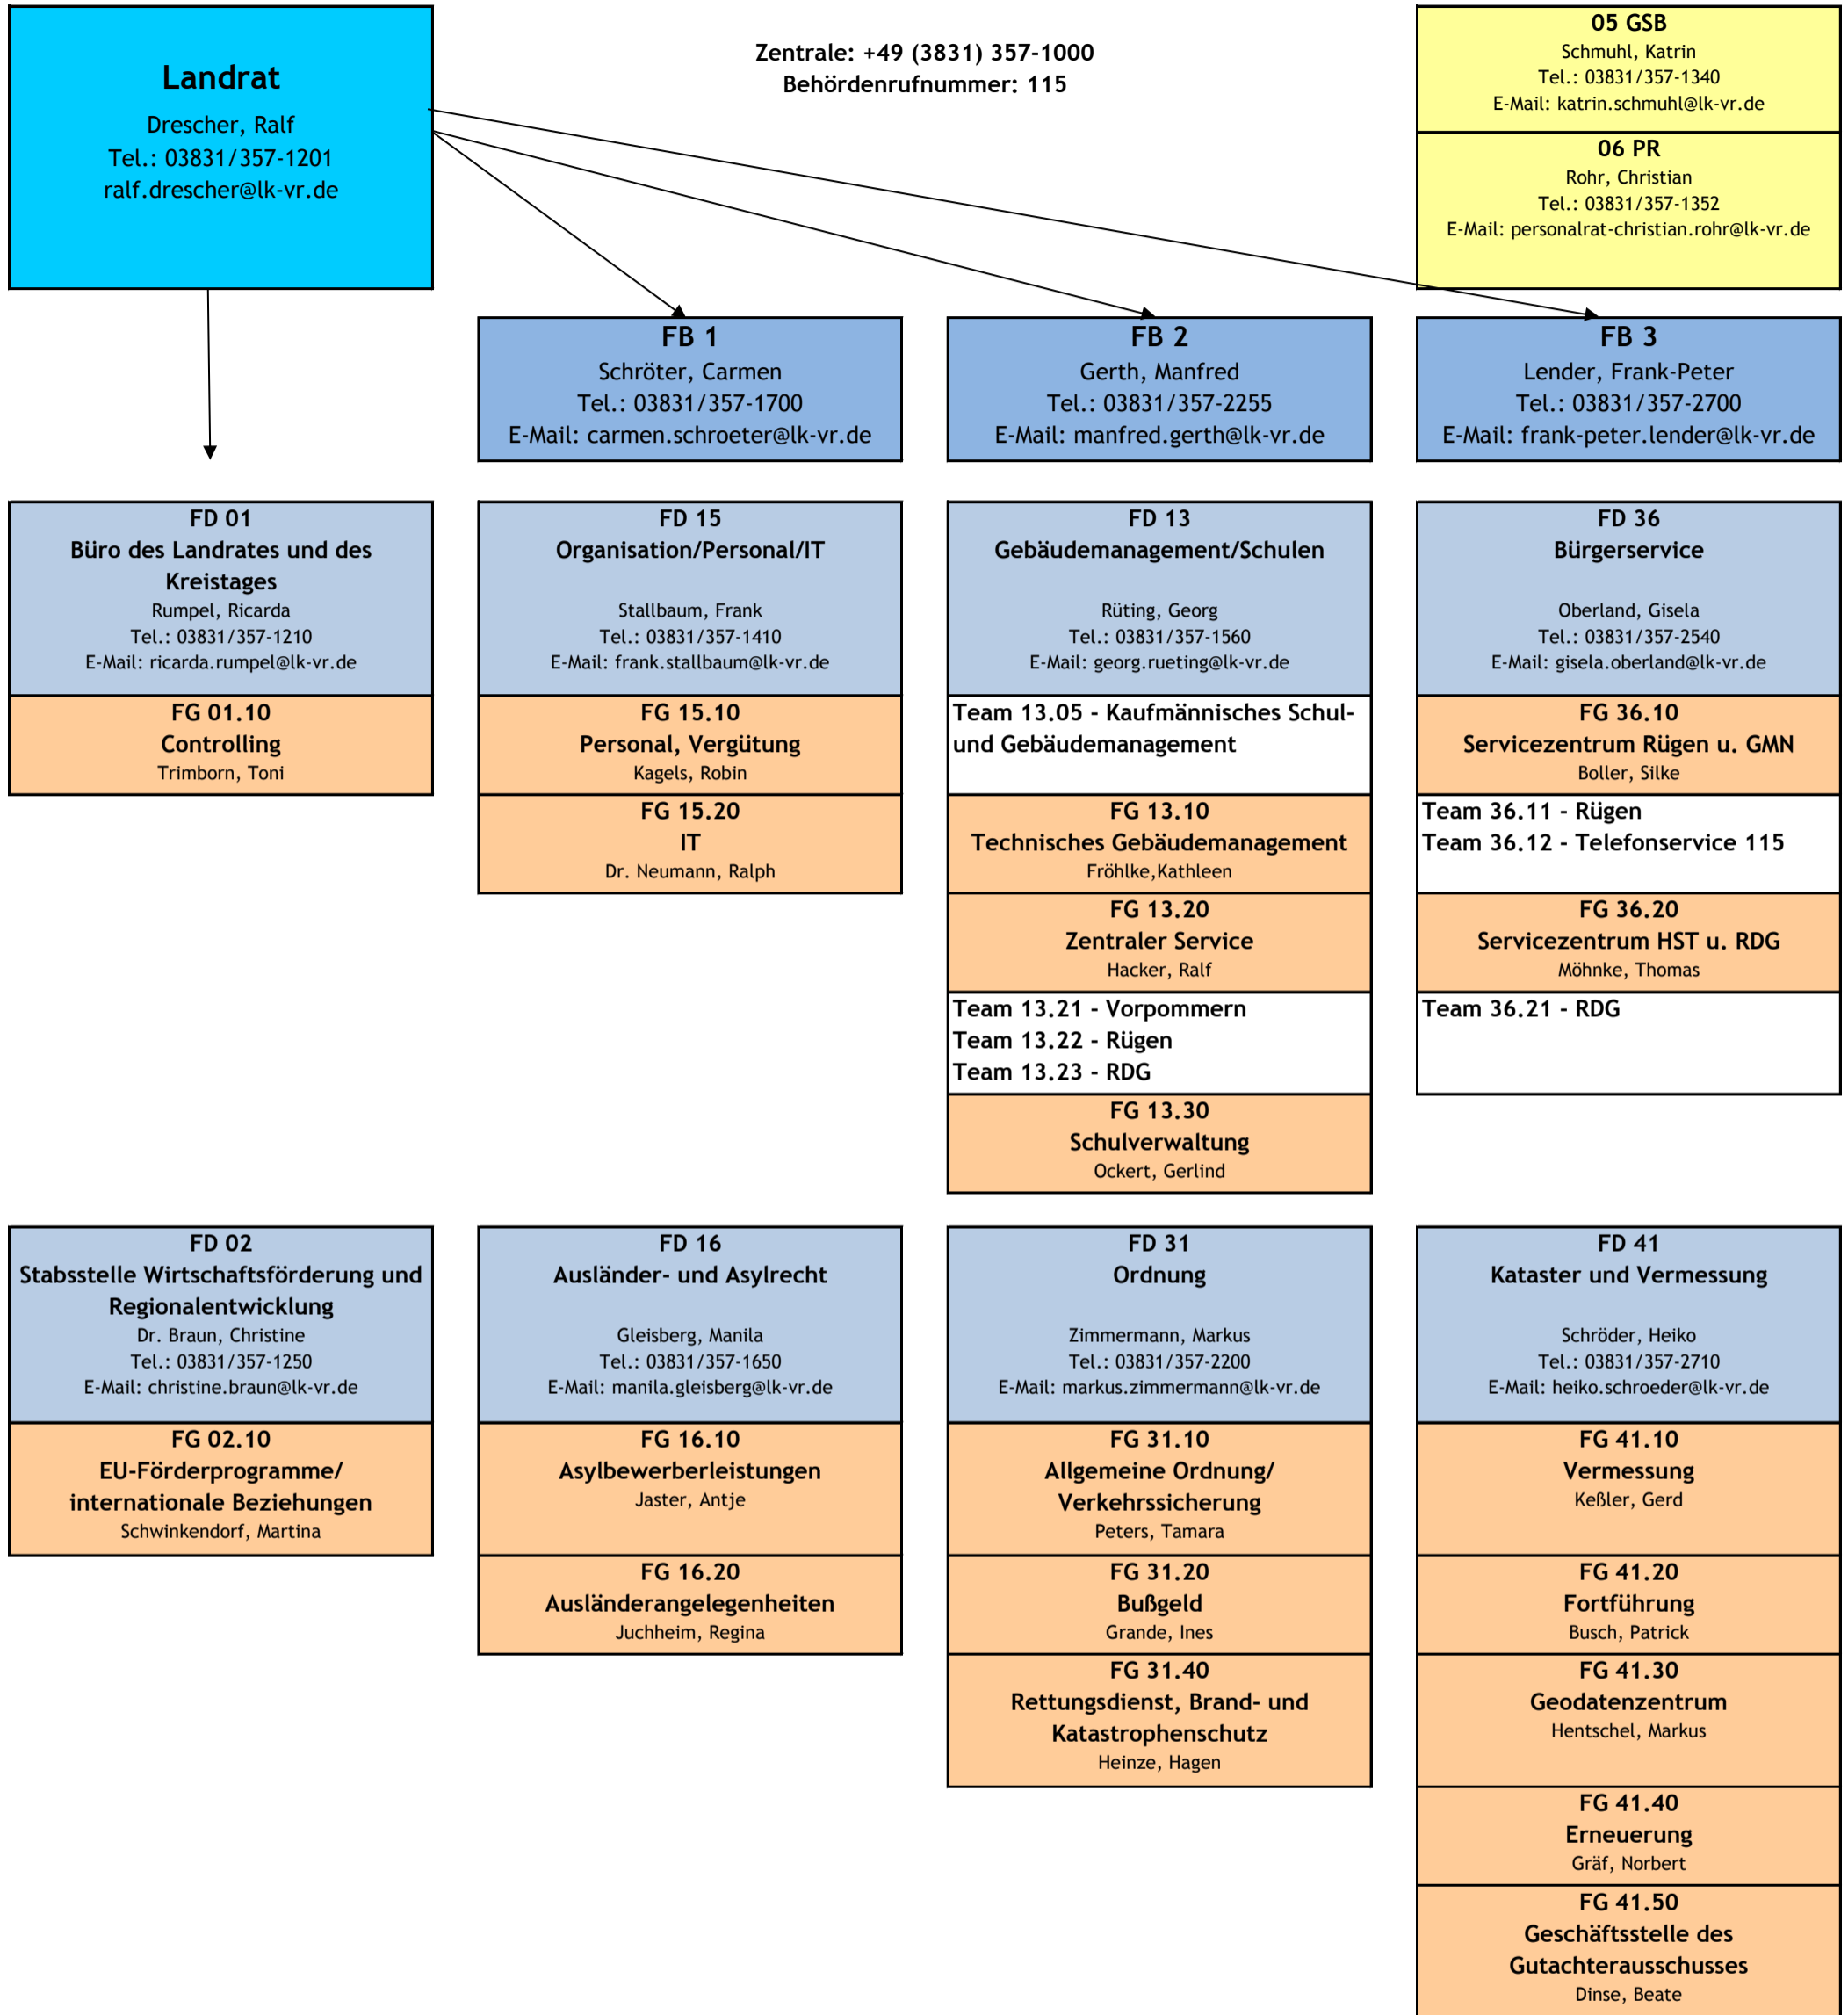 Landrat
Drescher, Ralf
Tel.: 03831/357-1201
ralf.drescher@lk-vr.de
Zentrale: +49 (3831) 357-1000
Behördenrufnummer: 115
05 GSB
Schmuhl, Katrin
Tel.: 03831/357-1340
E-Mail: katrin.schmuhl@lk-vr.de
06 PR
Rohr, Christian
Tel.: 03831/357-1352
E-Mail: personalrat-christian.rohr@lk-vr.de
FB 1
Schröter, Carmen
Tel.: 03831/357-1700
E-Mail: carmen.schroeter@lk-vr.de
FB 2
Gerth, Manfred
Tel.: 03831/357-2255
E-Mail: manfred.gerth@lk-vr.de
FB 3
Lender, Frank-Peter
Tel.: 03831/357-2700
E-Mail: frank-peter.lender@lk-vr.de
FD 01
Büro des Landrates und des
Kreistages
Rumpel, Ricarda
Tel.: 03831/357-1210
E-Mail: ricarda.rumpel@lk-vr.de
FG 01.10
Controlling
Trimborn, Toni
FD 15
Organisation/Personal/IT
Stallbaum, Frank
Tel.: 03831/357-1410
E-Mail: frank.stallbaum@lk-vr.de
FG 15.10
Personal, Vergütung
Kagels, Robin
FG 15.20
IT
Dr. Neumann, Ralph
FD 13
Gebäudemanagement/Schulen
Rüting, Georg
Tel.: 03831/357-1560
E-Mail: georg.rueting@lk-vr.de
Team 13.05 - Kaufmännisches Schul-
und Gebäudemanagement
FG 13.10
Technisches Gebäudemanagement
Fröhlke,Kathleen
FG 13.20
Zentraler Service
Hacker, Ralf
Team 13.21 - Vorpommern
Team 13.22 - Rügen
Team 13.23 - RDG
FG 13.30
Schulverwaltung
Ockert, Gerlind
FD 36
Bürgerservice
Oberland, Gisela
Tel.: 03831/357-2540
E-Mail: gisela.oberland@lk-vr.de
FG 36.10
Servicezentrum Rügen u. GMN
Boller, Silke
Team 36.11 - Rügen
Team 36.12 - Telefonservice 115
FG 36.20
Servicezentrum HST u. RDG
Möhnke, Thomas
Team 36.21 - RDG
FD 02
Stabsstelle Wirtschaftsförderung und
Regionalentwicklung
Dr. Braun, Christine
Tel.: 03831/357-1250
E-Mail: christine.braun@lk-vr.de
FG 02.10
EU-Förderprogramme/
internationale Beziehungen
Schwinkendorf, Martina
FD 16
Ausländer- und Asylrecht
Gleisberg, Manila
Tel.: 03831/357-1650
E-Mail: manila.gleisberg@lk-vr.de
FG 16.10
Asylbewerberleistungen
Jaster, Antje
FG 16.20
Ausländerangelegenheiten
Juchheim, Regina
FD 31
Ordnung
Zimmermann, Markus
Tel.: 03831/357-2200
E-Mail: markus.zimmermann@lk-vr.de
FG 31.10
Allgemeine Ordnung/
Verkehrssicherung
Peters, Tamara
FG 31.20
Bußgeld
Grande, Ines
FG 31.40
Rettungsdienst, Brand- und
Katastrophenschutz
Heinze, Hagen
FD 41
Kataster und Vermessung
Schröder, Heiko
Tel.: 03831/357-2710
E-Mail: heiko.schroeder@lk-vr.de
FG 41.10
Vermessung
Keßler, Gerd
FG 41.20
Fortführung
Busch, Patrick
FG 41.30
Geodatenzentrum
Hentschel, Markus
FG 41.40
Erneuerung
Gräf, Norbert
FG 41.50
Geschäftsstelle des
Gutachterausschusses
Dinse, Beate